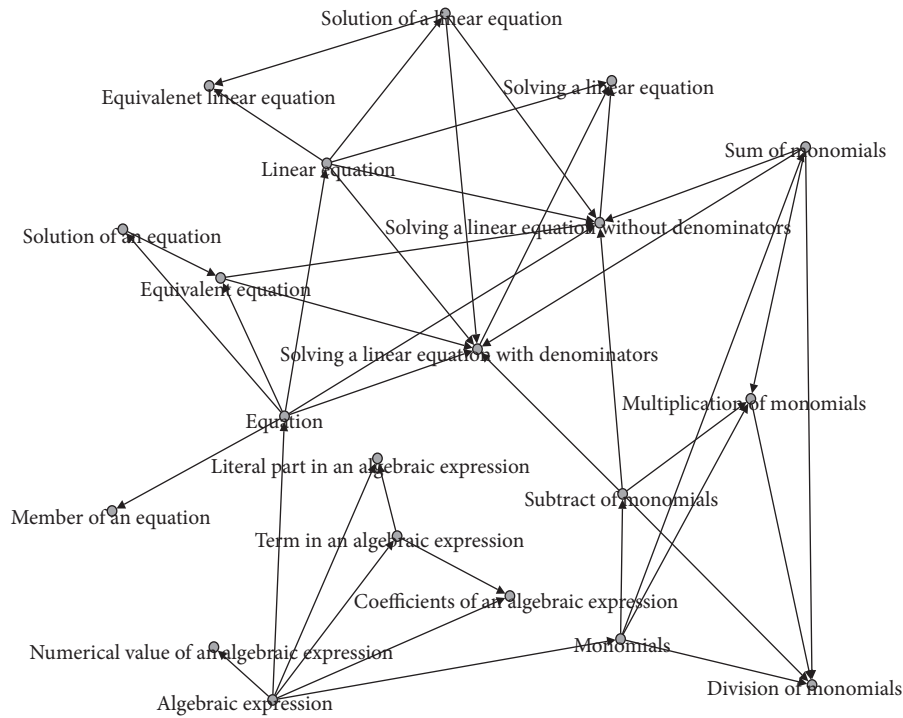 Solution of a linear equation
Solving a linear equation
Equivalenet linear equation
Sum of monomials
Linear equation
Solving a linear equation without denominators
Solution of an equation
Equivalent equation
Solving a linear equation with denominators
Multiplication of monomials
Equation
Literal part in an algebraic expression
Subtract of monomials
Member of an equation
Term in an algebraic expression
Coefficients of an algebraic expression
Monomials
Numerical value of an algebraic expression
Division of monomials
Algebraic expression